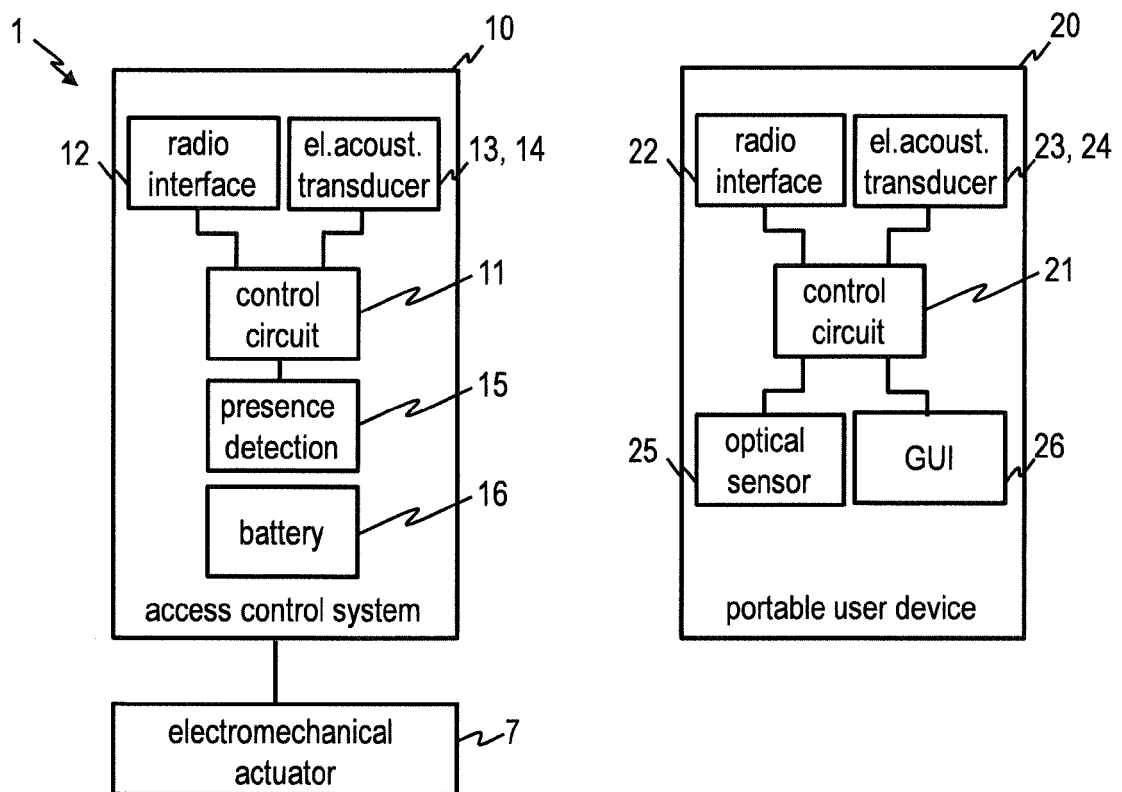 1
10
20
radio
interface
12
el.acoust.
transducer
13, 14
radio
interface
22
el.acoust.
transducer
23, 24
control
circuit
11
control
circuit
21
presence
detection
15
optical
sensor
25
GUI
26
battery
16
access control system
portable user device
electromechanical
actuator
7